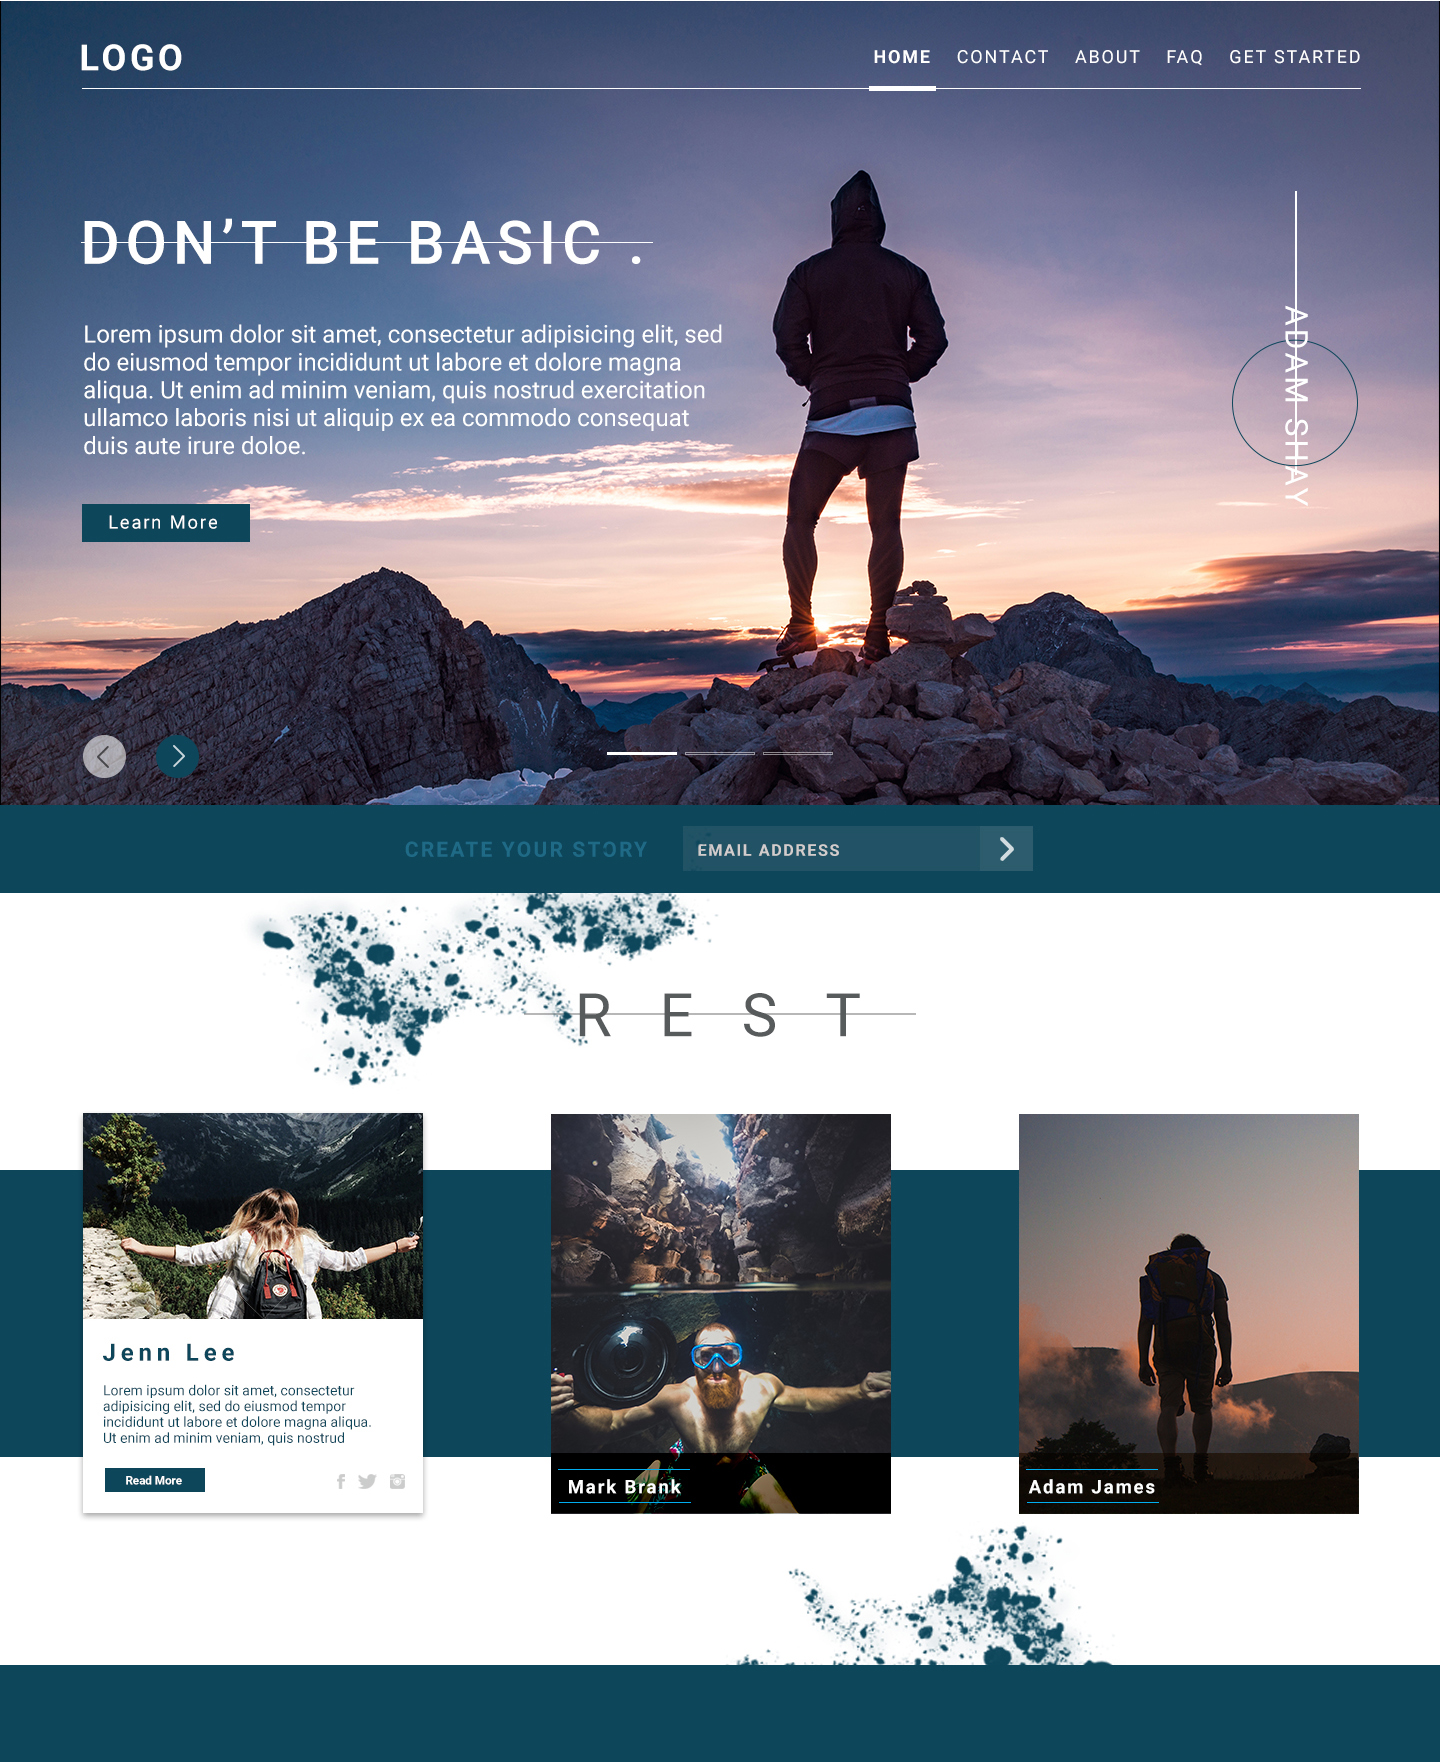 LOGO
HOME CONTACT ABOUT FAQ GET STARTED
DON’T BE BASIC .
Lorem ipsum dolor sit amet, consectetur adipisicing elit, sed
do eiusmod tempor incididunt ut labore et dolore magna
aliqua. Ut enim ad minim veniam, quis nostrud exercitation
ullamco laboris nisi ut aliquip ex ea commodo consequat
duis aute irure doloe.
Learn More
ADAM SHAY
CREATE YOUR STORY
EMAIL ADDRESS
REST
Jenn Lee
Lorem ipsum dolor sit amet, consectetur
adipisicing elit, sed do eiusmod tempor
incididunt ut labore et dolore magna aliqua.
Ut enim ad minim veniam, quis nostrud
Read More
Mark Brank
Adam James